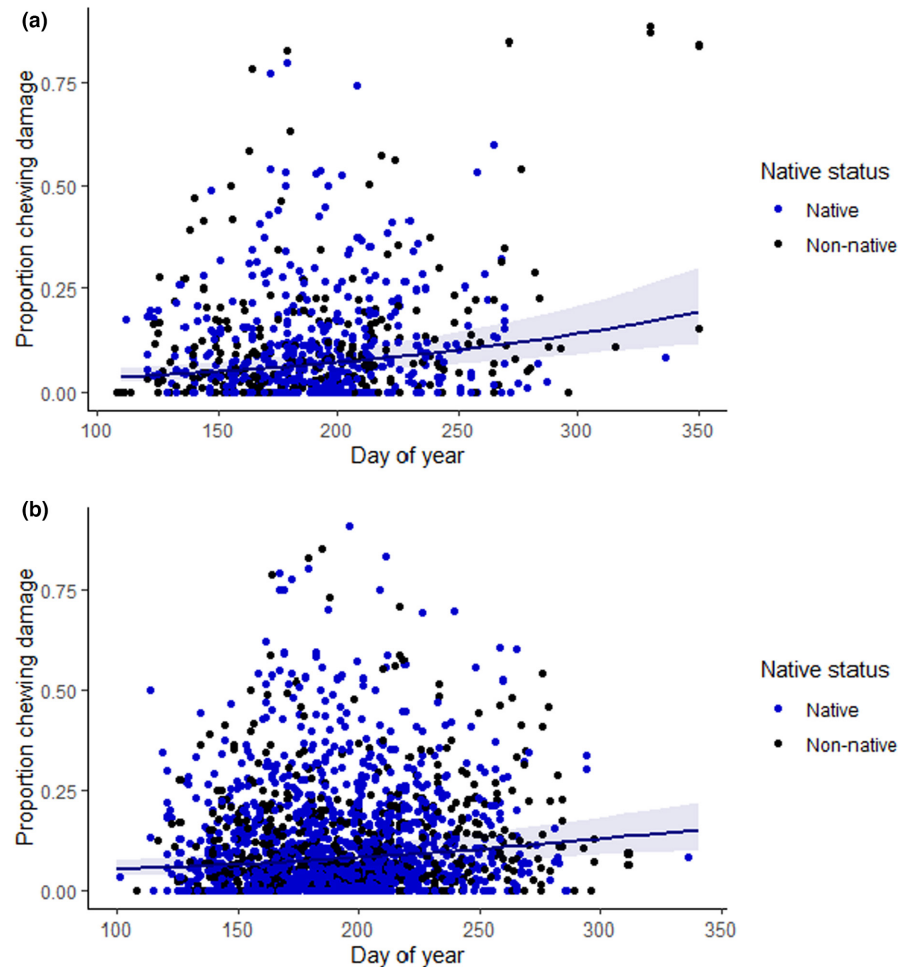 (a)
Proportion chewing damage
0.75
0.50
0.25
0.00
100 150 200 250 300 350
Day of year
Native status
Native
Non-native
(b)
Proportion chewing damage
0.75
0.50
0.25
0.00
100 150 200 250 300 350
Day of year
Native status
Native
Non-native